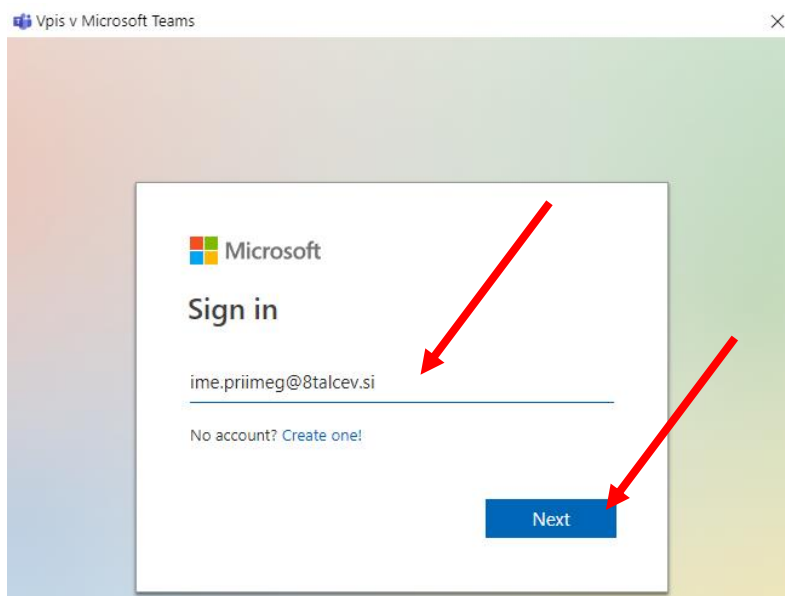 Vpis v Microsoft Teams
Microsoft
Sign in
ime.priimeg@8talcev.si
No account? Create one!
Next